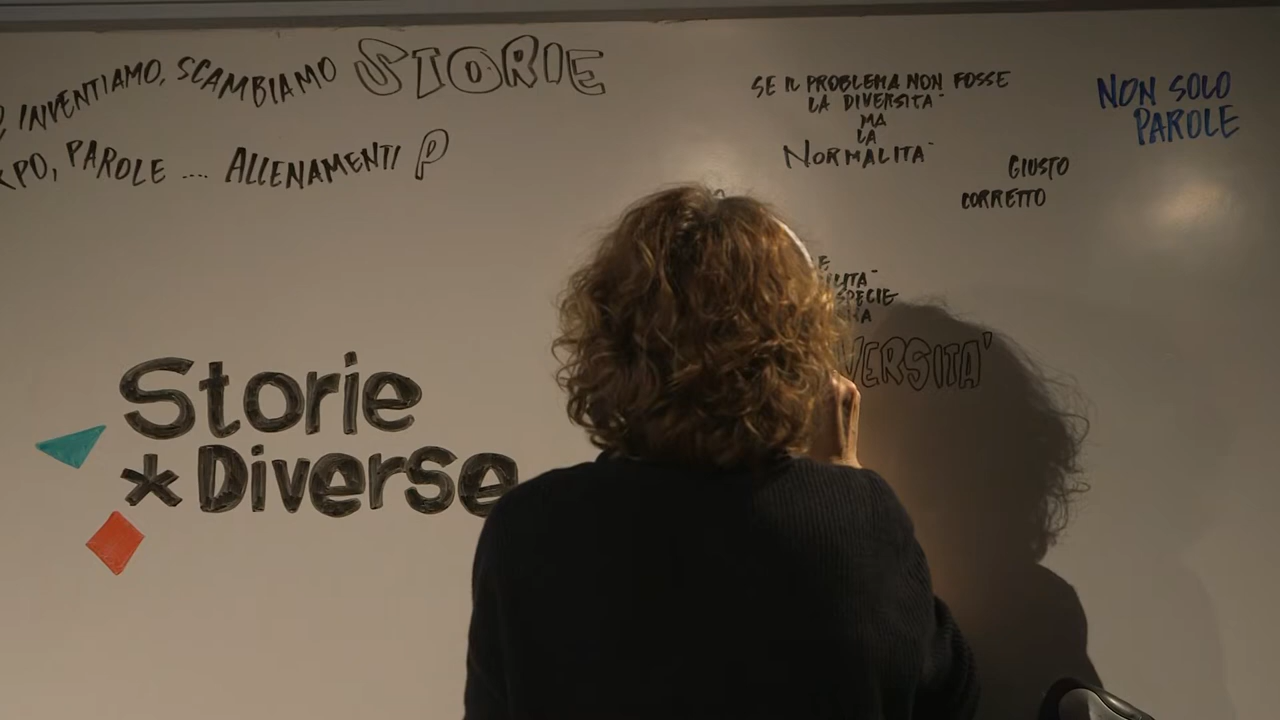 INVENTIAMO, SCAMBIAMO STORIE
PAROLE .... ALLENAMENTI P
SE IL PROBLEMA NON FOSSE
LA DIVERSITA'
MA
LA
NORMALITA'
GIUSTO
CORRETTO
NON SOLO
PAROLE
SPECIE
Storie
* Diverse